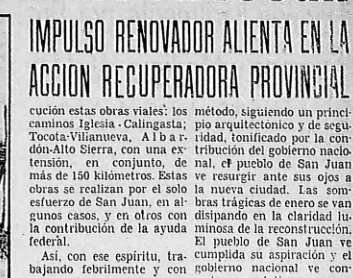 IMPULSO RENOVADOR ALIENTA EN LA
ACCION RECUPERADORA PROVINCIAL
cución estas obras viales: los
caminos Iglesia - Calingasta;
Tocota-Villanueva, Albar-
dón-Alto Sierra, con una ex-
tensión, en conjunto, de
más de 150 kilómetros. Estas
obras se realizan por el solo
esfuerzo de San Juan, en al-
gunos casos, y en otros con
la contribución de la ayuda
federal.
Así, con ese espíritu, tra-
bajando febrilmente y con
método, siguiendo un princi-
pio arquitectónico y de segu-
ridad, tonificado por la con-
tribución del gobierno nacio-
nal, el pueblo de San Juan
ve resurgir ante sus ojos a
la nueva ciudad. Las som-
bras trágicas de enero se van
disipando en la claridad lu-
minosa de la reconstrucción.
El pueblo de San Juan ve
cumplida su aspiración y el
gobierno nacional ve con